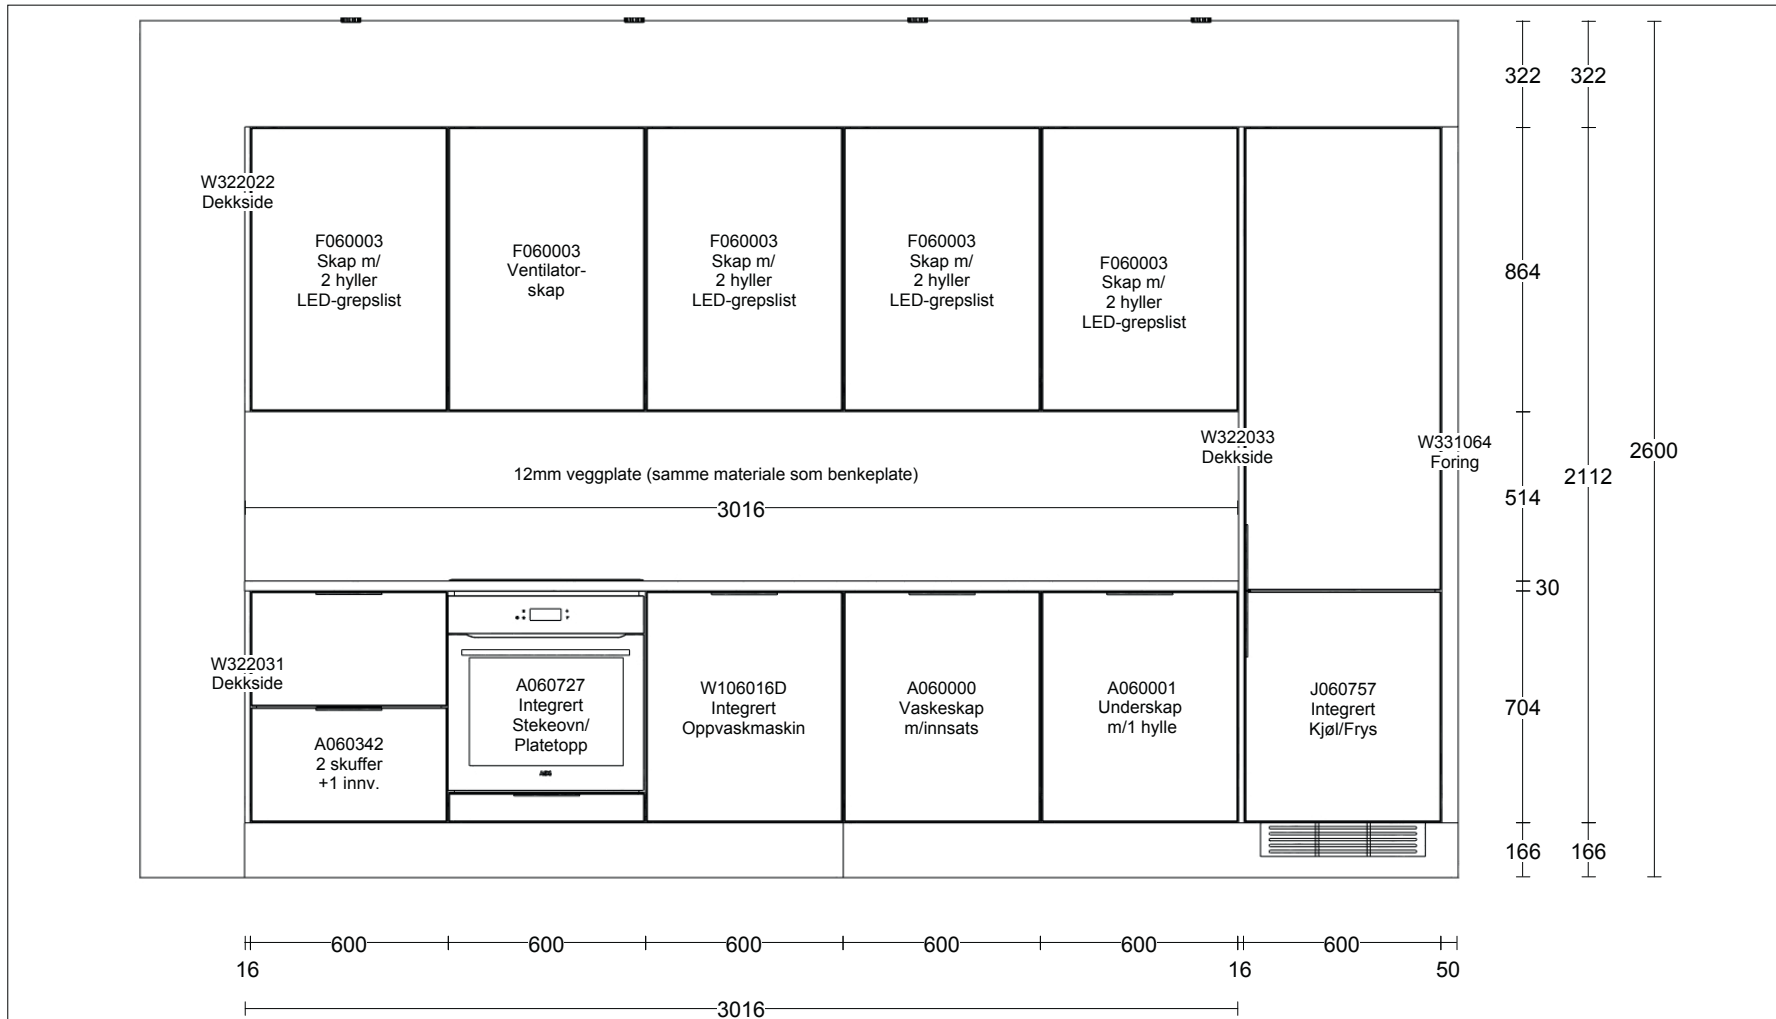 322
322
W322022
Dekkside
F060003
Skap m/
2 hyller
LED-grepslist
F060003
Ventilator-
skap
F060003
Skap m/
2 hyller
LED-grepslist
F060003
Skap m/
2 hyller
LED-grepslist
F060003
Skap m/
2 hyller
LED-grepslist
864
W322033
Dekkside
W331064
Foring
2600
12mm veggplate (samme materiale som benkeplate)
2112
514
3016
30
W322031
Dekkside
A060342
2 skuffer
+1 innv.
A060727
Integrert
Stekeovn/
Platetopp
AEG
W106016D
Integrert
Oppvaskmaskin
A060000
Vaskeskap
m/innsats
A060001
Underskap
m/1 hylle
J060757
Integrert
Kjøl/Frys
704
166
166
600
600
600
600
600
600
16
16
50
3016